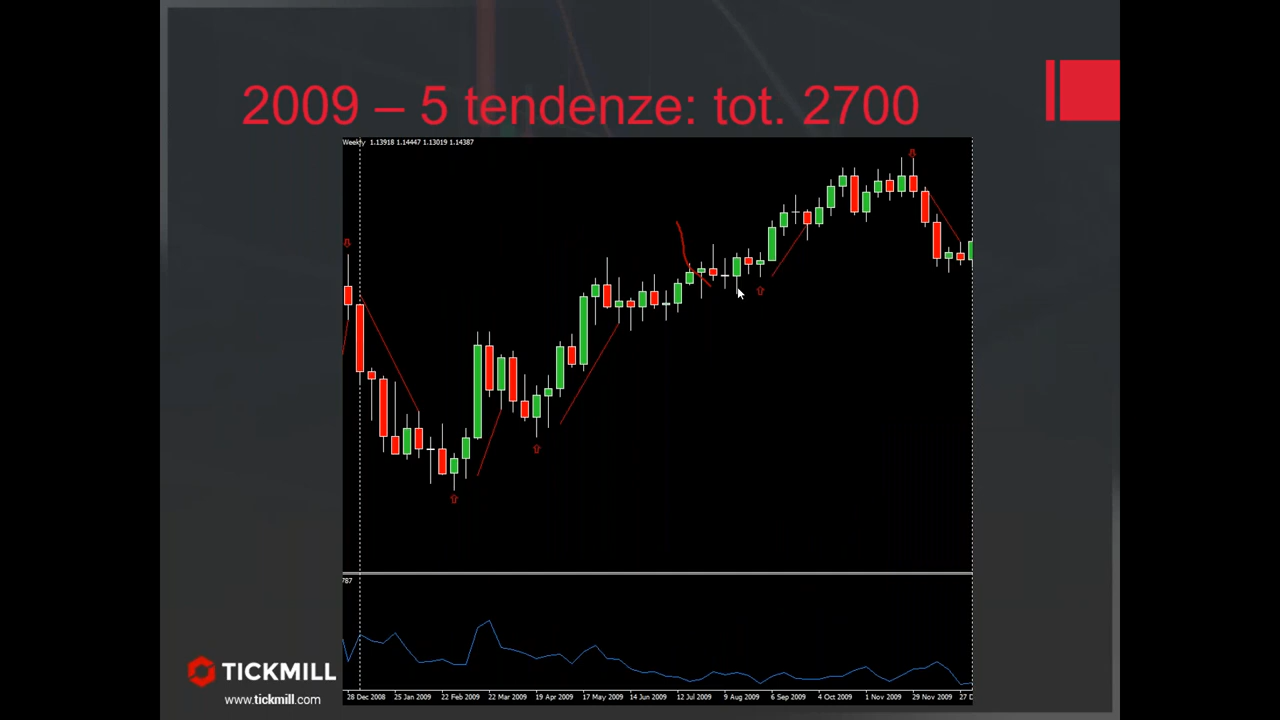 2009 – 5 tendenze: tot. 2700
Weekly 1.13918 1.14447 1.13019 1.14387
787
28 Dec 2008 25 Jan 2009 22 Feb 2009 22 Mar 2009 19 Apr 2009 17 May 2009 14 Jun 2009 12 Jul 2009 9 Aug 2009 6 Sep 2009 4 Oct 2009 1 Nov 2009 29 Nov 2009 27 D
TICKMILL
www.tickmill.com